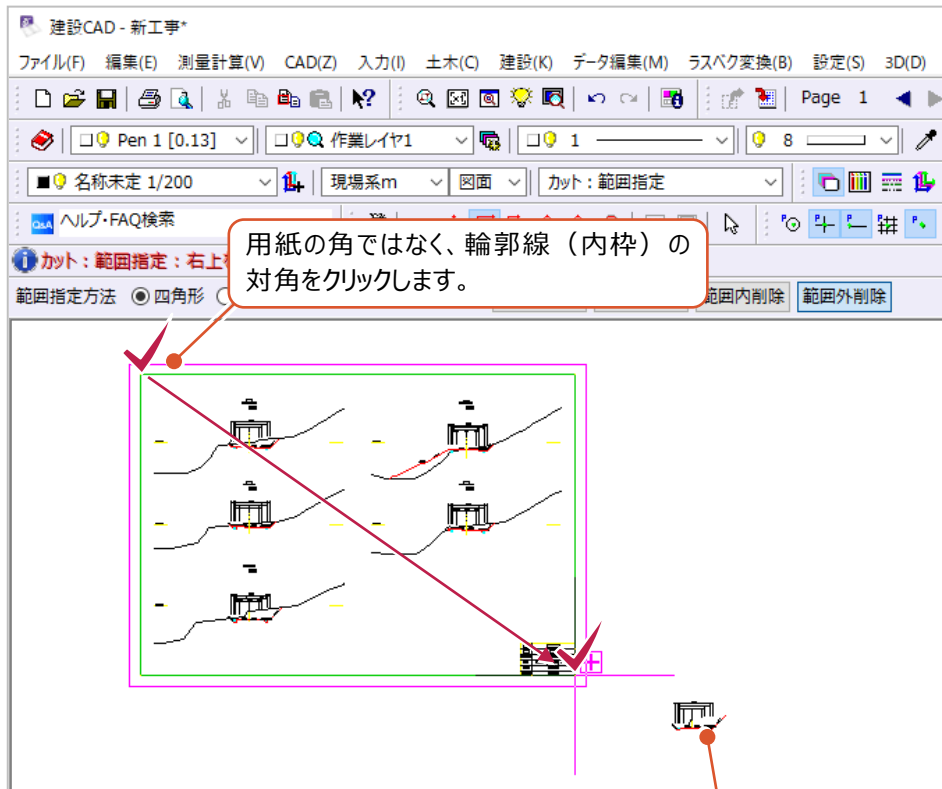 建設CAD - 新工事*
ファイル(F) 編集(E) 測量計算(V) CAD(Z) 入力(I) 土木(C) 建設(K) データ編集(M) ラスベク変換(B) 設定(S) 3D(D)
Page 1
Pen 1 [0.13] 作業レイヤ1 1 8
名称未定 1/200 現場系m 図面 カット：範囲指定
Q&A ヘルプ・FAQ検索
カット：範囲指定：右上
用紙の角ではなく、輪郭線（内枠）の
対角をクリックします。
範囲指定方法 四角形 範囲内削除 範囲外削除